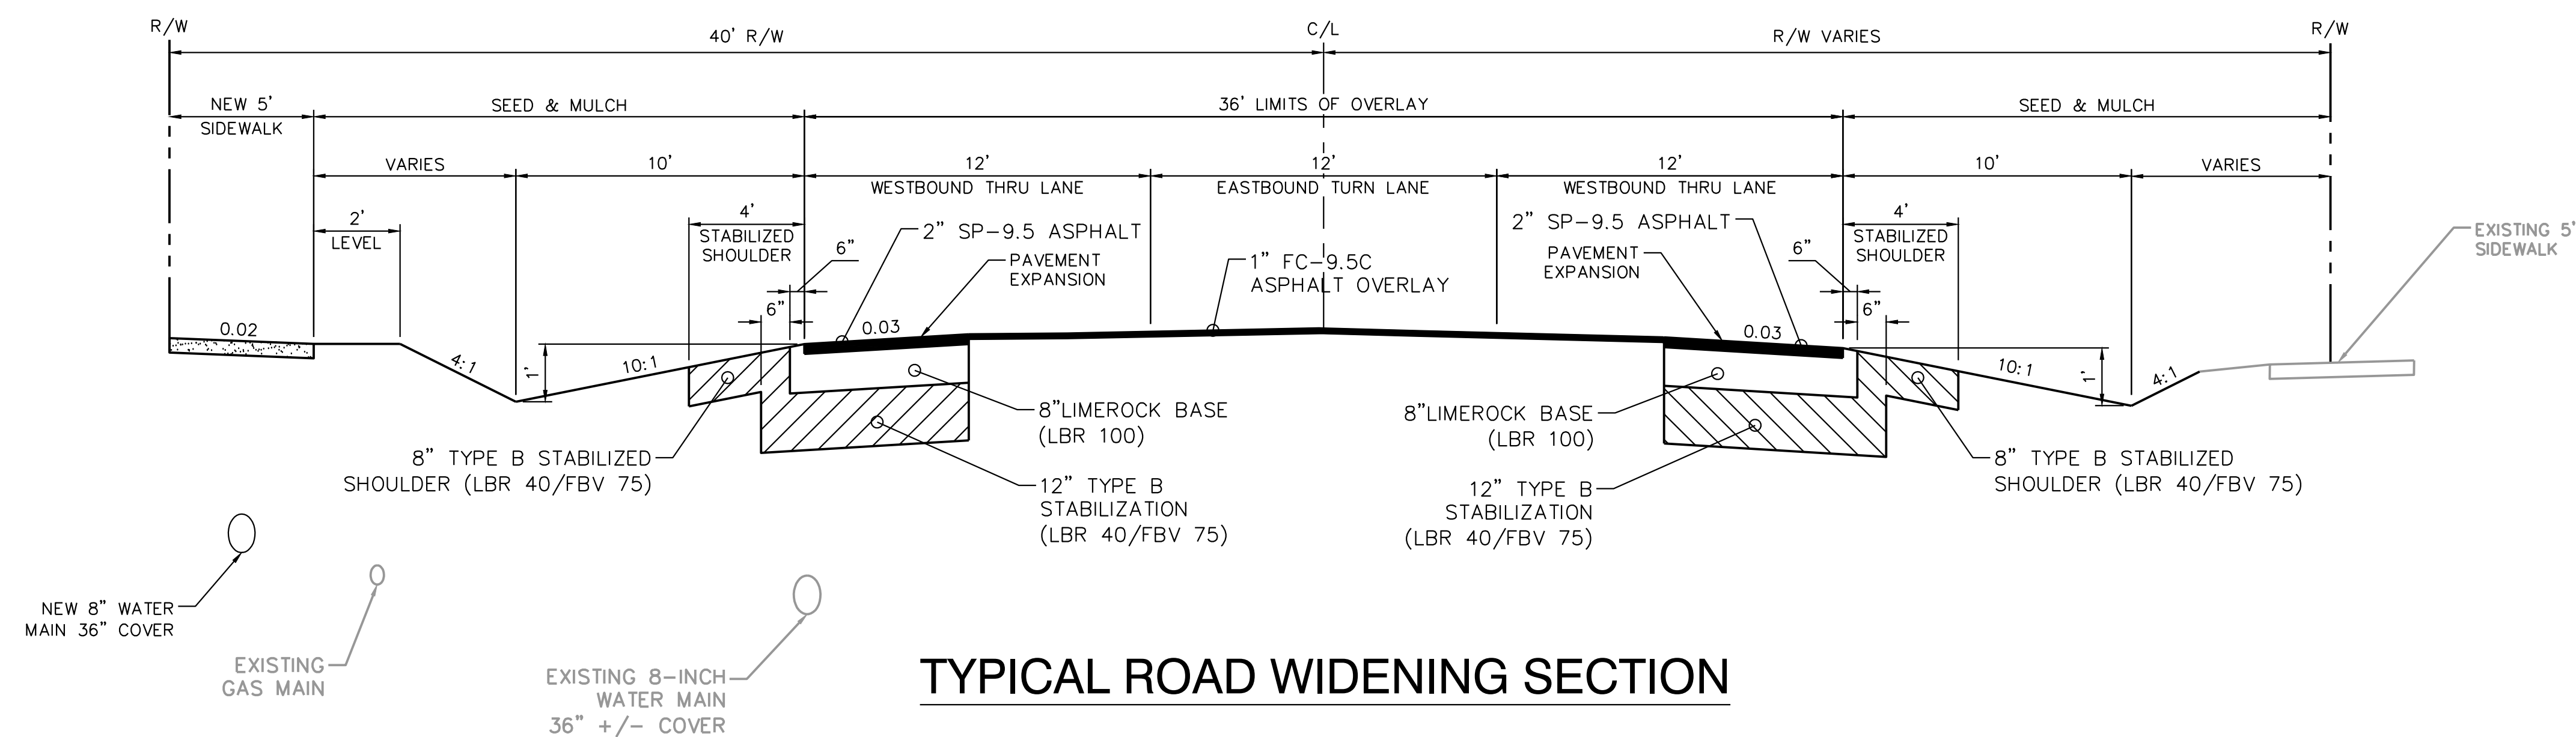 R/W
40' R/W
C/L
R/W VARIES
R/W
NEW 5'
SIDEWALK
SEED & MULCH
36' LIMITS OF OVERLAY
SEED & MULCH
VARIES
10'
12'
WESTBOUND THRU LANE
12'
EASTBOUND TURN LANE
12'
WESTBOUND THRU LANE
10'
VARIES
2'
LEVEL
4'
STABILIZED
SHOULDER
6"
6"
2" SP-9.5 ASPHALT
PAVEMENT
EXPANSION
1" FC-9.5C
ASPHALT OVERLAY
2" SP-9.5 ASPHALT
PAVEMENT
EXPANSION
6"
4'
STABILIZED
SHOULDER
6"
EXISTING 5'
SIDEWALK
0.02
4:1
10:1
1'
0.03
0.03
10:1
1'
4:1
8"LIMEROCK BASE
(LBR 100)
8"LIMEROCK BASE
(LBR 100)
8" TYPE B STABILIZED
SHOULDER (LBR 40/FBV 75)
12" TYPE B
STABILIZATION
(LBR 40/FBV 75)
12" TYPE B
STABILIZATION
(LBR 40/FBV 75)
8" TYPE B STABILIZED
SHOULDER (LBR 40/FBV 75)
NEW 8" WATER
MAIN 36" COVER
EXISTING
GAS MAIN
EXISTING 8-INCH
WATER MAIN
36" +/- COVER
TYPICAL ROAD WIDENING SECTION